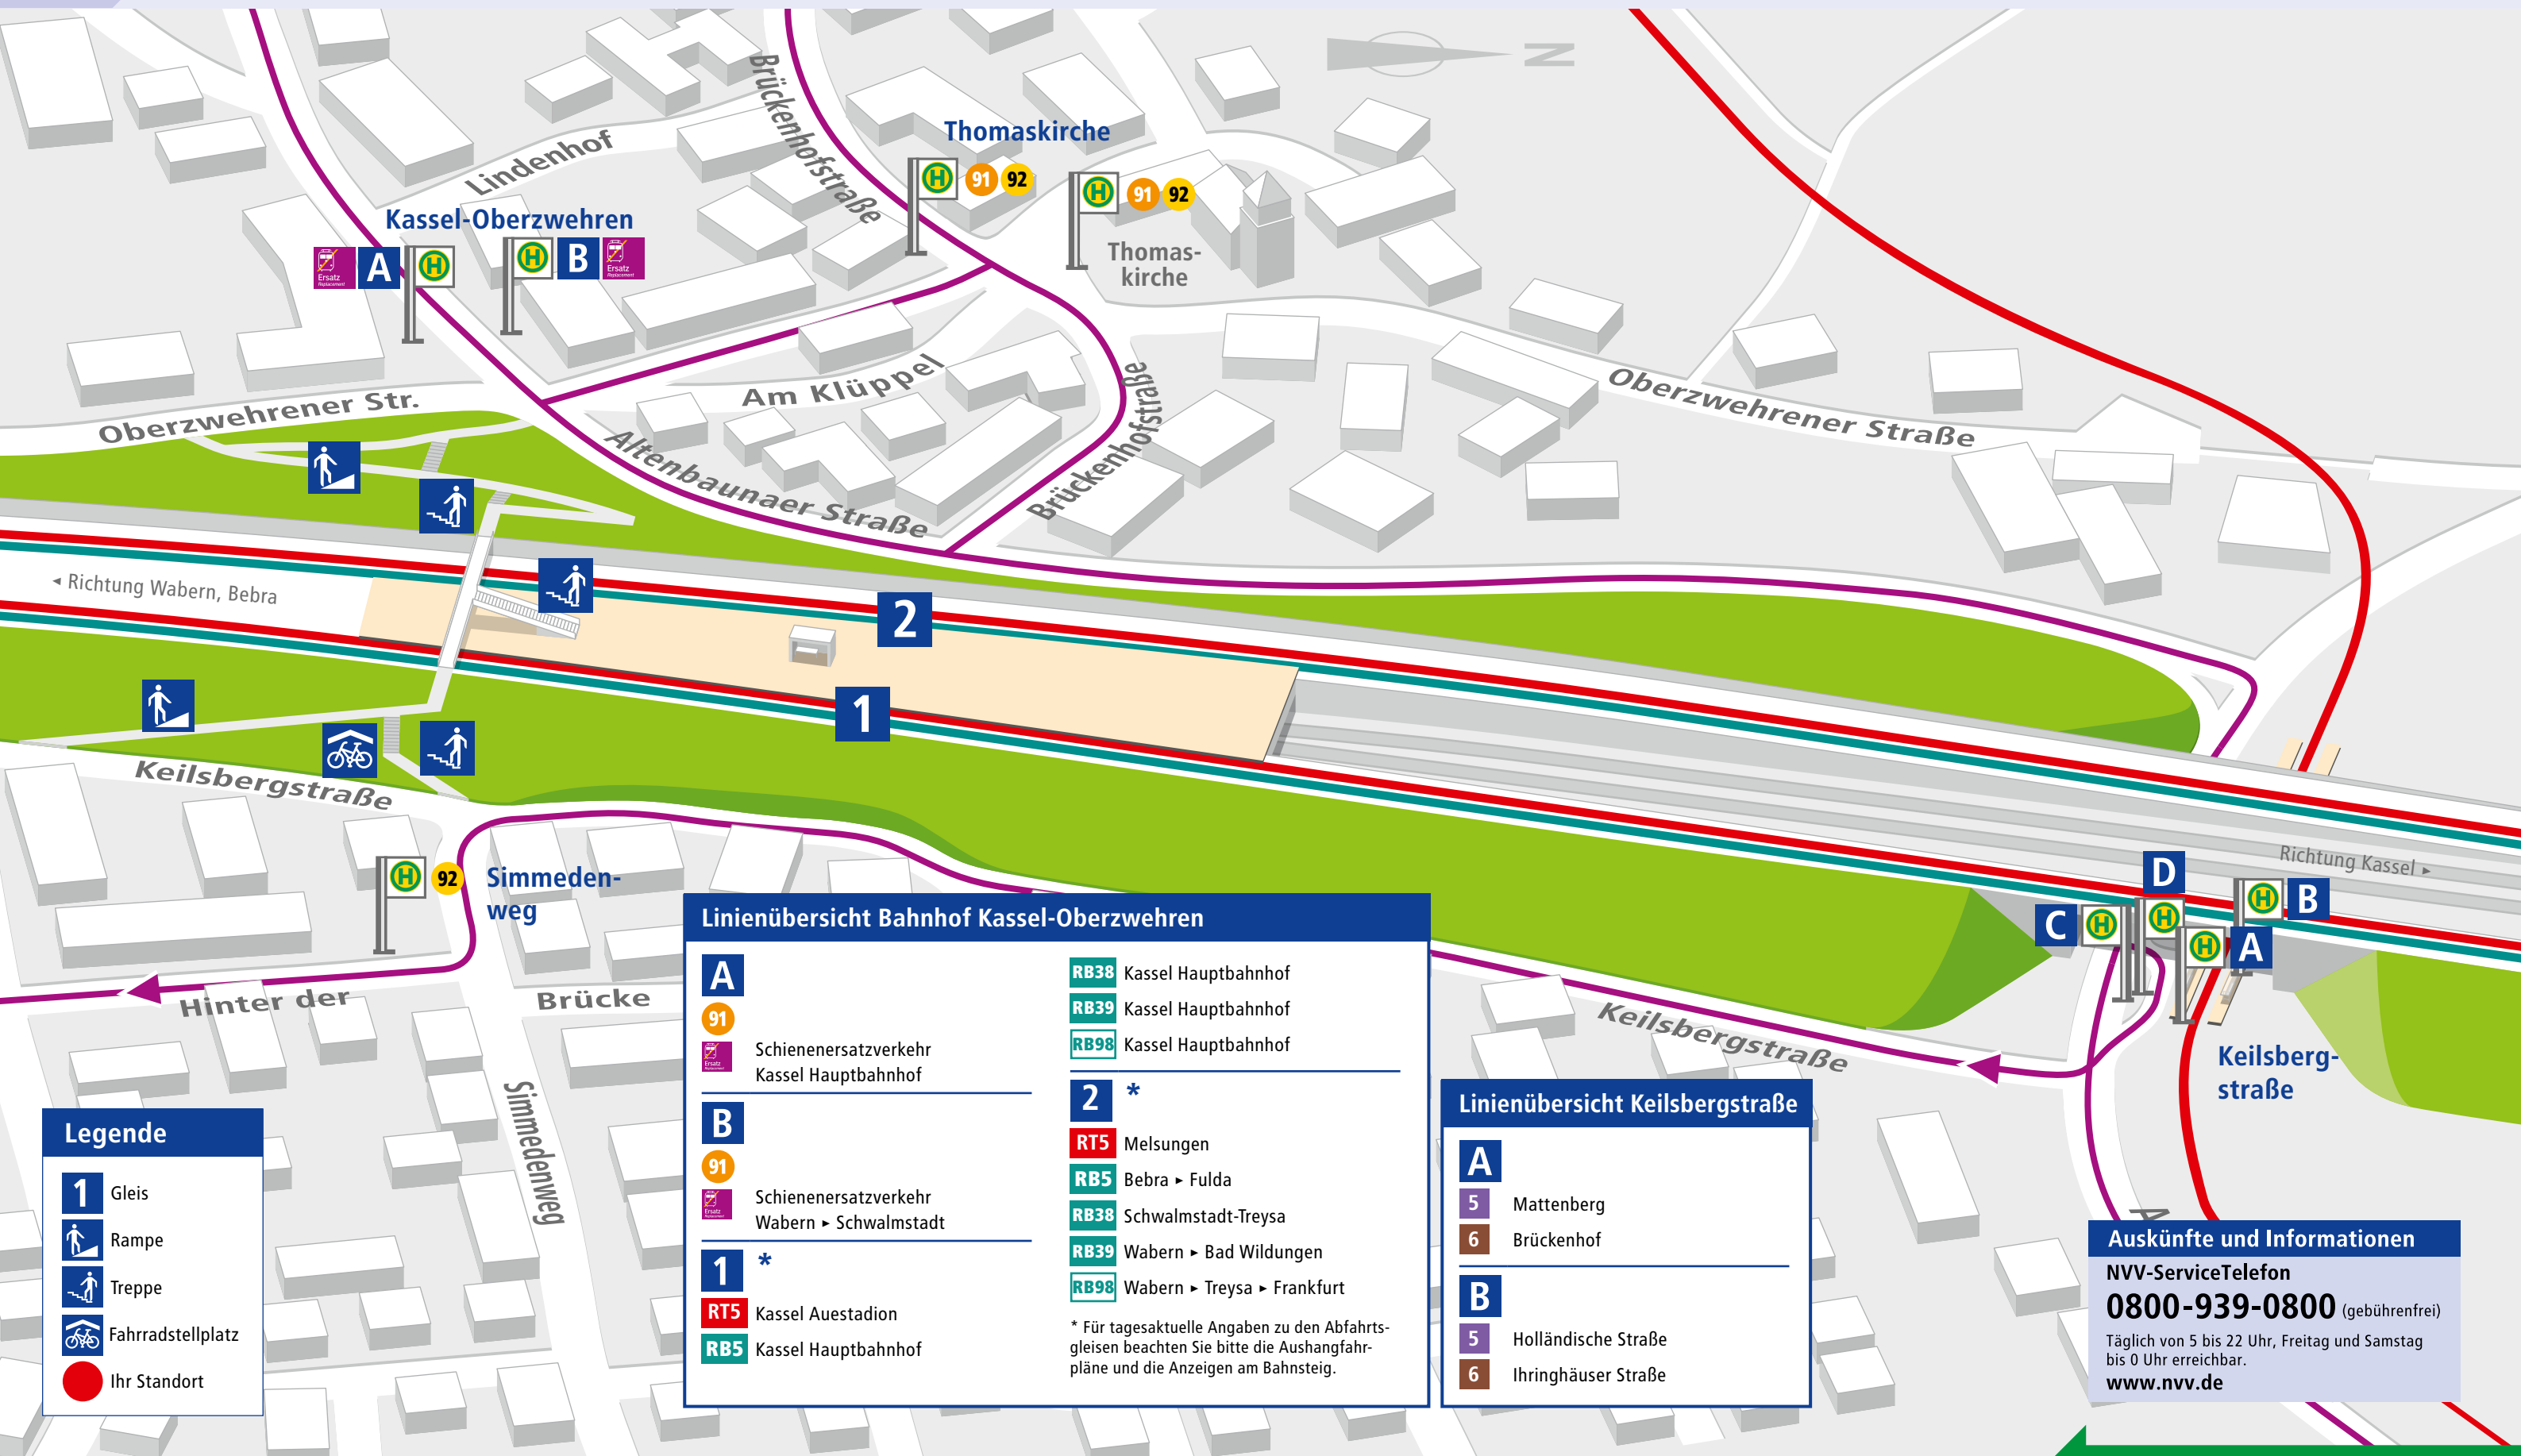 N
Brückenhofstraße
Thomaskirche
H 91 92
H 91 92
Thomas-
kirche
Lindenhof
Kassel-Oberzwehren
Ersatz
Replacement
A H
H B
Ersatz
Replacement
Am Klüppel
Brückenhofstraße
Oberzwehrener Straße
Oberzwehrener Str.
Altenbaunaer Straße
◂ Richtung Wabern, Bebra
2
1
Keilsbergstraße
H 92
Simmeden-
weg
Hinter der
Brücke
Simmedenweg
Richtung Kassel ▸
D
C H
H
H B
H A
Keilsbergstraße
Keilsberg-
straße
A
Legende
1 Gleis
Rampe
Treppe
Fahrradstellplatz
Ihr Standort
Linienübersicht Bahnhof Kassel-Oberzwehren
A
91
Ersatz
Schienenersatzverkehr
Kassel Hauptbahnhof
B
91
Ersatz
Schienenersatzverkehr
Wabern ▸ Schwalmstadt
1 *
RT5 Kassel Auestadion
RB5 Kassel Hauptbahnhof
RB38 Kassel Hauptbahnhof
RB39 Kassel Hauptbahnhof
RB98 Kassel Hauptbahnhof
2 *
RT5 Melsungen
RB5 Bebra ▸ Fulda
RB38 Schwalmstadt-Treysa
RB39 Wabern ▸ Bad Wildungen
RB98 Wabern ▸ Treysa ▸ Frankfurt
* Für tagesaktuelle Angaben zu den Abfahrts-
gleisen beachten Sie bitte die Aushangfahr-
pläne und die Anzeigen am Bahnsteig.
Linienübersicht Keilsbergstraße
A
5 Mattenberg
6 Brückenhof
B
5 Holländische Straße
6 Ihringhäuser Straße
Auskünfte und Informationen
NVV-ServiceTelefon
0800-939-0800 (gebührenfrei)
Täglich von 5 bis 22 Uhr, Freitag und Samstag
bis 0 Uhr erreichbar.
www.nvv.de